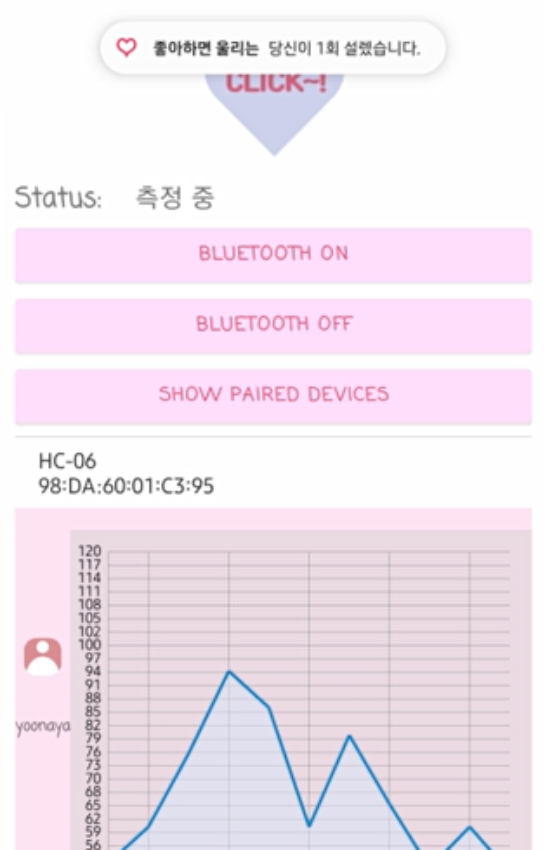 좋아하면 울리는 당신이 1회 설렜습니다.
CLICK~!
Status: 측정 중
BLUETOOTH ON
BLUETOOTH OFF
SHOW PAIRED DEVICES
HC-06
98:DA:60:01:C3:95
120
117
114
111
108
105
102
100
97
94
91
88
85
82
79
76
73
70
68
65
62
59
56
yoonaya